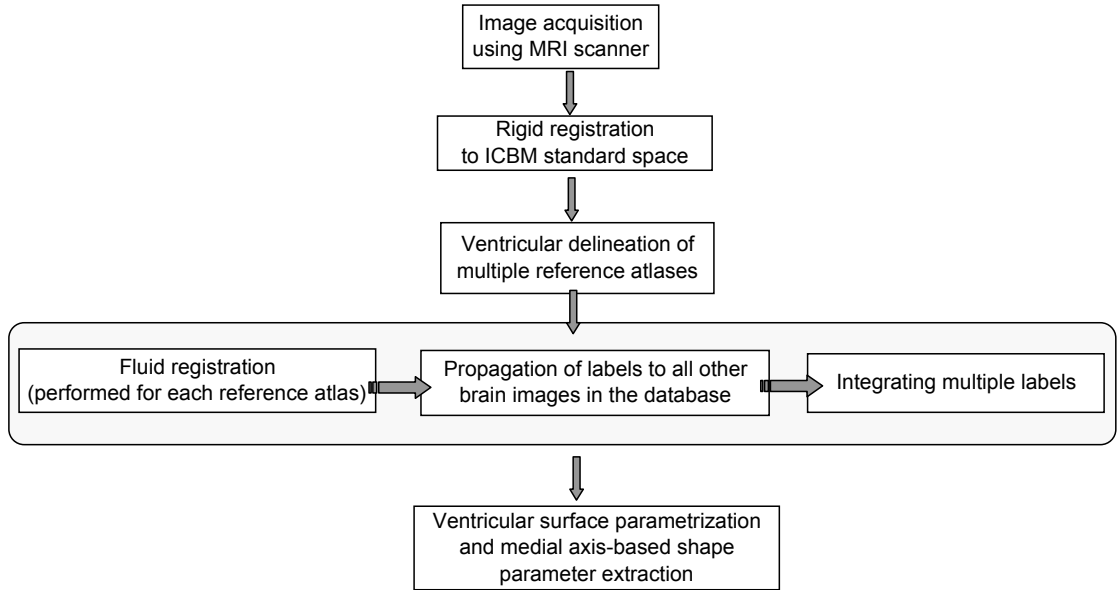 Image acquisition
using MRI scanner
Rigid registration
to ICBM standard space
Ventricular delineation of
multiple reference atlases
Fluid registration
(performed for each reference atlas)
Propagation of labels to all other
brain images in the database
Integrating multiple labels
Ventricular surface parametrization
and medial axis-based shape
parameter extraction